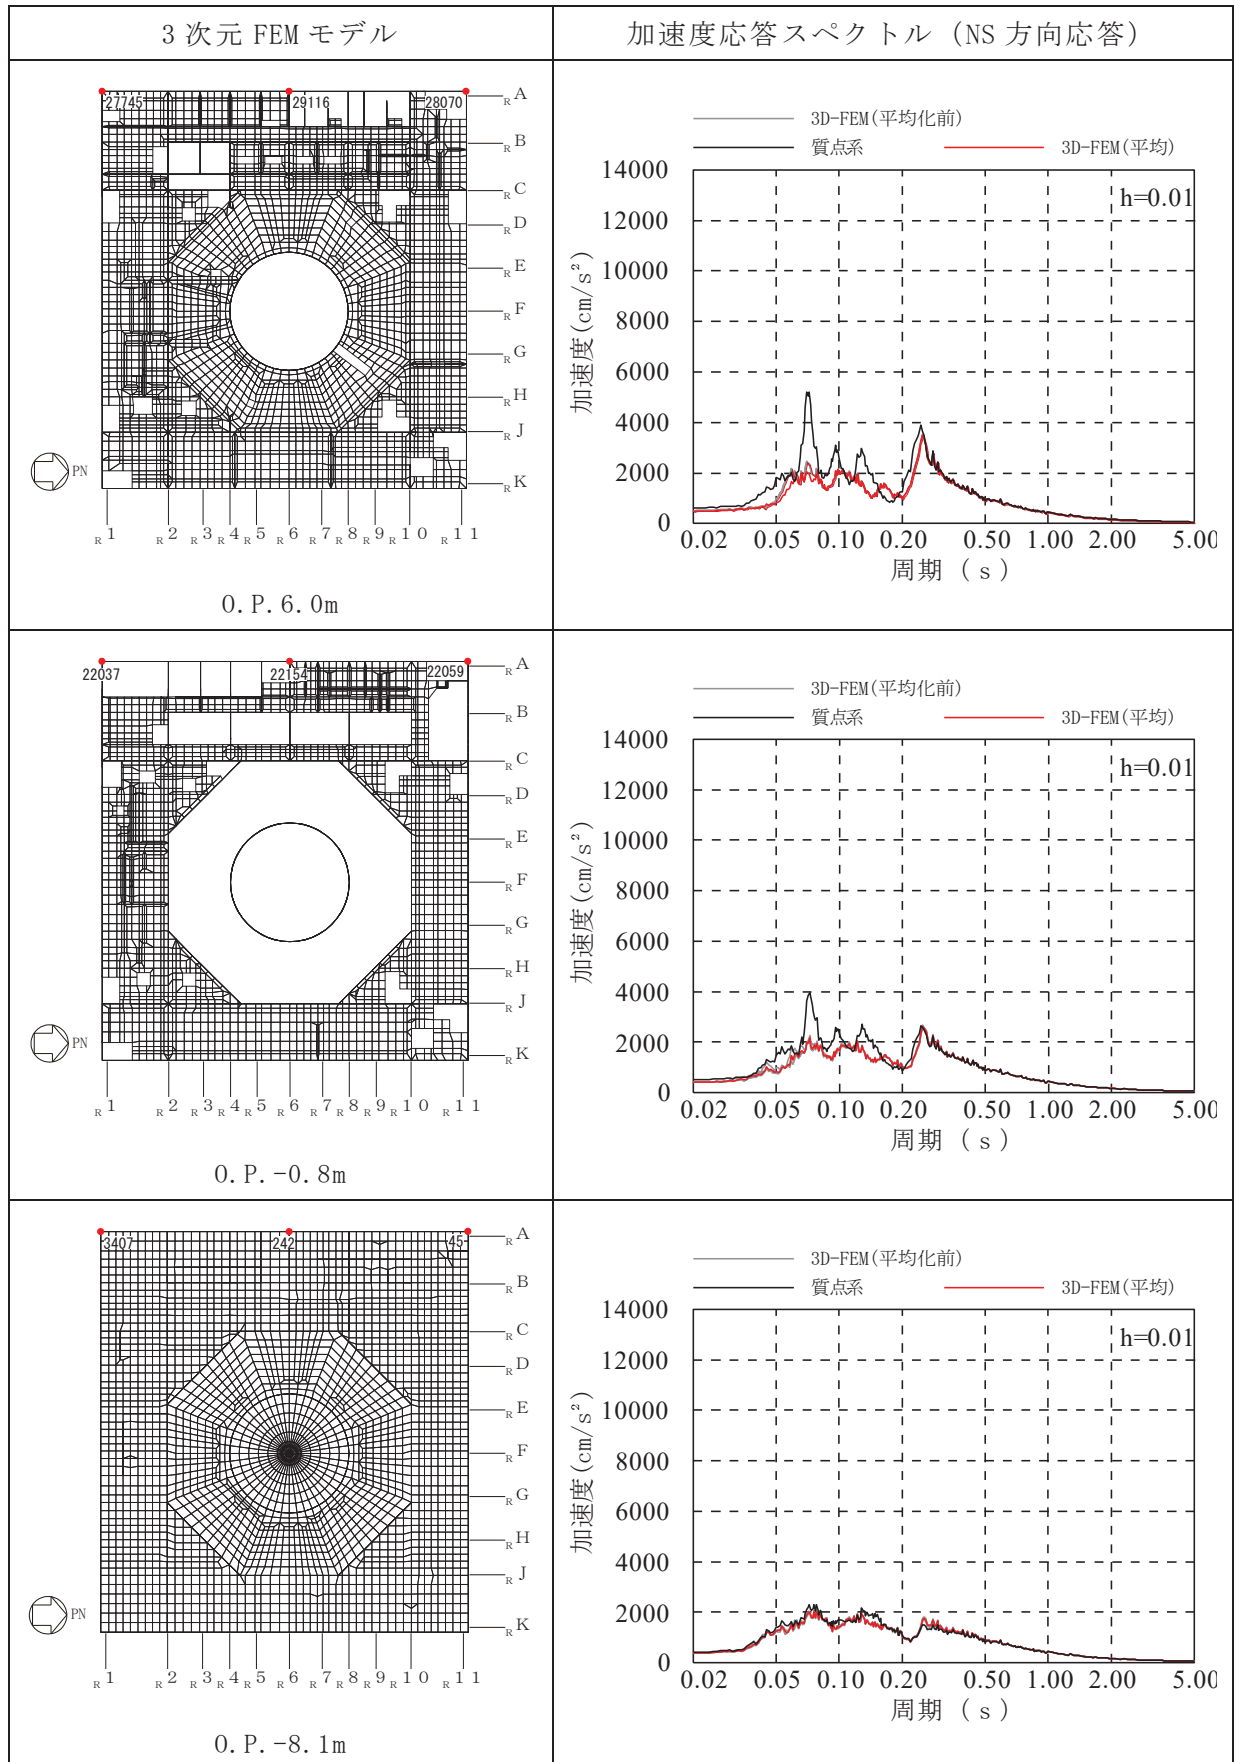 3次元 FEM モデル
加速度応答スペクトル (NS 方向応答)
27745 29116 28070
RA
RB
RC
RD
RE
RF
RG
RH
RJ
RK
PN
R1 R2 R3 R4 R5 R6 R7 R8 R9 R10 R11
O.P.6.0m
3D-FEM(平均化前)
質点系 3D-FEM(平均)
h=0.01
加速度(cm/s²)
14000
12000
10000
8000
6000
4000
2000
0
0.02 0.05 0.10 0.20 0.50 1.00 2.00 5.00
周期 (s)
22037 22154 22059
RA
RB
RC
RD
RE
RF
RG
RH
RJ
RK
PN
R1 R2 R3 R4 R5 R6 R7 R8 R9 R10 R11
O.P.-0.8m
3D-FEM(平均化前)
質点系 3D-FEM(平均)
h=0.01
加速度(cm/s²)
14000
12000
10000
8000
6000
4000
2000
0
0.02 0.05 0.10 0.20 0.50 1.00 2.00 5.00
周期 (s)
3407 242 45
RA
RB
RC
RD
RE
RF
RG
RH
RJ
RK
PN
R1 R2 R3 R4 R5 R6 R7 R8 R9 R10 R11
O.P.-8.1m
3D-FEM(平均化前)
質点系 3D-FEM(平均)
h=0.01
加速度(cm/s²)
14000
12000
10000
8000
6000
4000
2000
0
0.02 0.05 0.10 0.20 0.50 1.00 2.00 5.00
周期 (s)